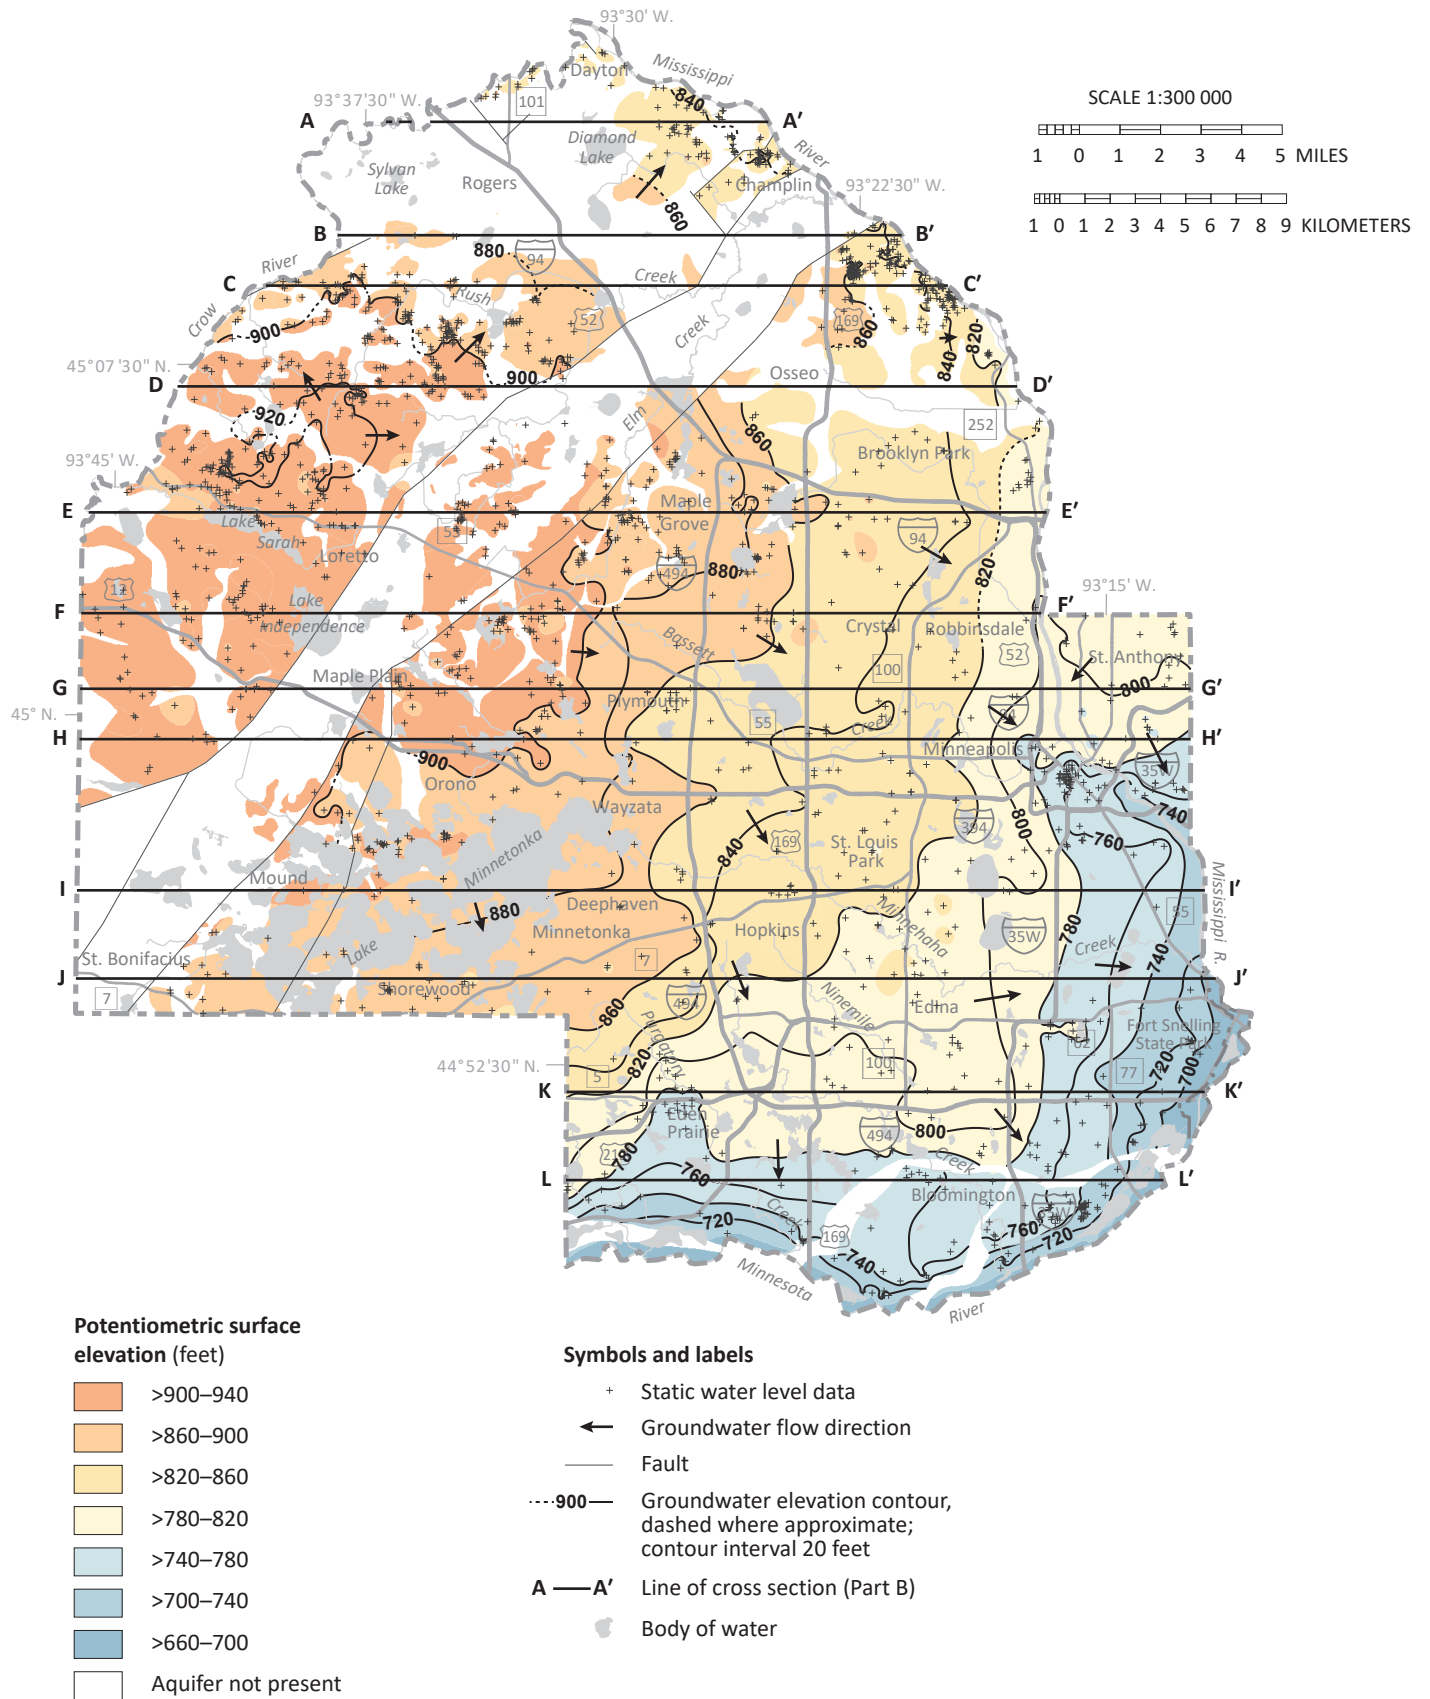 93°30' W.
Dayton
Mississippi
840
SCALE 1:300 000
93°37'30" W.
101
A
A′
Diamond
Lake
River
1 0 1 2 3 4 5 MILES
Sylvan
Lake
Rogers
Champlin
93°22'30" W.
860
1 0 1 2 3 4 5 6 7 8 9 KILOMETERS
B
B′
880
94
River
Creek
C
C′
Rush
Crow
52
169
900
Creek
860
820
840
45°07'30" N.
900
Osseo
D
D′
920
Elm
860
252
Brooklyn Park
93°45' W.
Maple
Grove
E
E′
Lake
Sarah
55
94
Loretto
494
880
820
12
93°15' W.
Lake
Independence
F
F′
Bassett
Crystal
Robbinsdale
52
St. Anthony
100
Maple Plain
G
800
G′
Plymouth
45° N.
55
94
Creek
H
Minneapolis
H′
900
35W
Orono
Wayzata
740
800
394
760
Minnetonka
840
169
St. Louis
Park
Mound
I
I′
Mississippi R.
880
Deephaven
Minnehaha
55
Minnetonka
Hopkins
35W
780
Lake
Creek
740
St. Bonifacius
7
J
J′
7
Shorewood
494
Ninemile
Edina
860
Purgatory
Fort Snelling
State Park
62
820
44°52'30" N.
5
100
77
720
700
K
K′
Eden
Prairie
494
800
212
780
Creek
760
L
L′
Bloomington
Creek
35W
720
169
760
720
740
Minnesota
River
Potentiometric surface
elevation (feet)
>900–940
>860–900
>820–860
>780–820
>740–780
>700–740
>660–700
Aquifer not present
Symbols and labels
Static water level data
Groundwater flow direction
Fault
900
Groundwater elevation contour,
dashed where approximate;
contour interval 20 feet
A
A′
Line of cross section (Part B)
Body of water